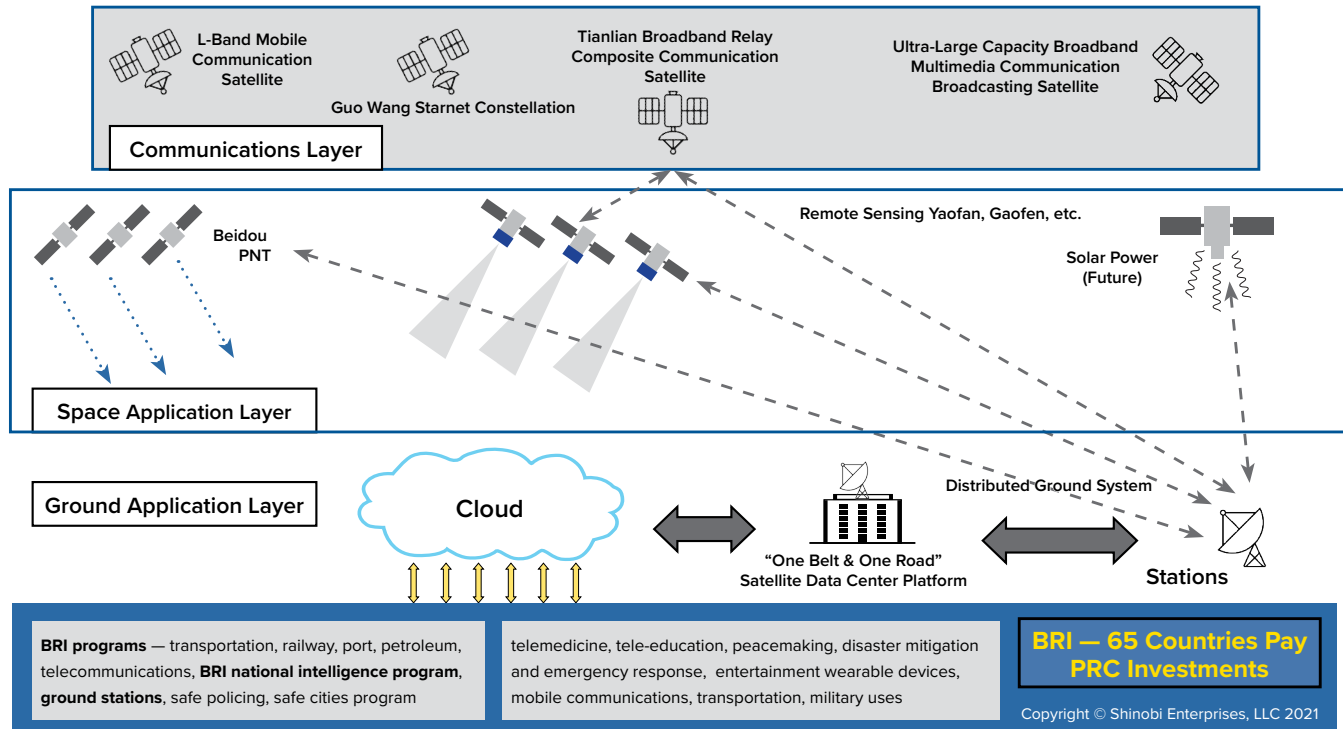 L-Band Mobile
Communication
Satellite
Guo Wang Starnet Constellation
Tianlian Broadband Relay
Composite Communication
Satellite
Ultra-Large Capacity Broadband
Multimedia Communication
Broadcasting Satellite
Communications Layer
Beidou
PNT
Remote Sensing Yaofan, Gaofen, etc.
Solar Power
(Future)
Space Application Layer
Ground Application Layer
Cloud
Distributed Ground System
“One Belt & One Road”
Satellite Data Center Platform
Stations
BRI programs — transportation, railway, port, petroleum,
telecommunications, BRI national intelligence program,
ground stations, safe policing, safe cities program
telemedicine, tele-education, peacemaking, disaster mitigation
and emergency response, entertainment wearable devices,
mobile communications, transportation, military uses
BRI — 65 Countries Pay
PRC Investments
Copyright © Shinobi Enterprises, LLC 2021